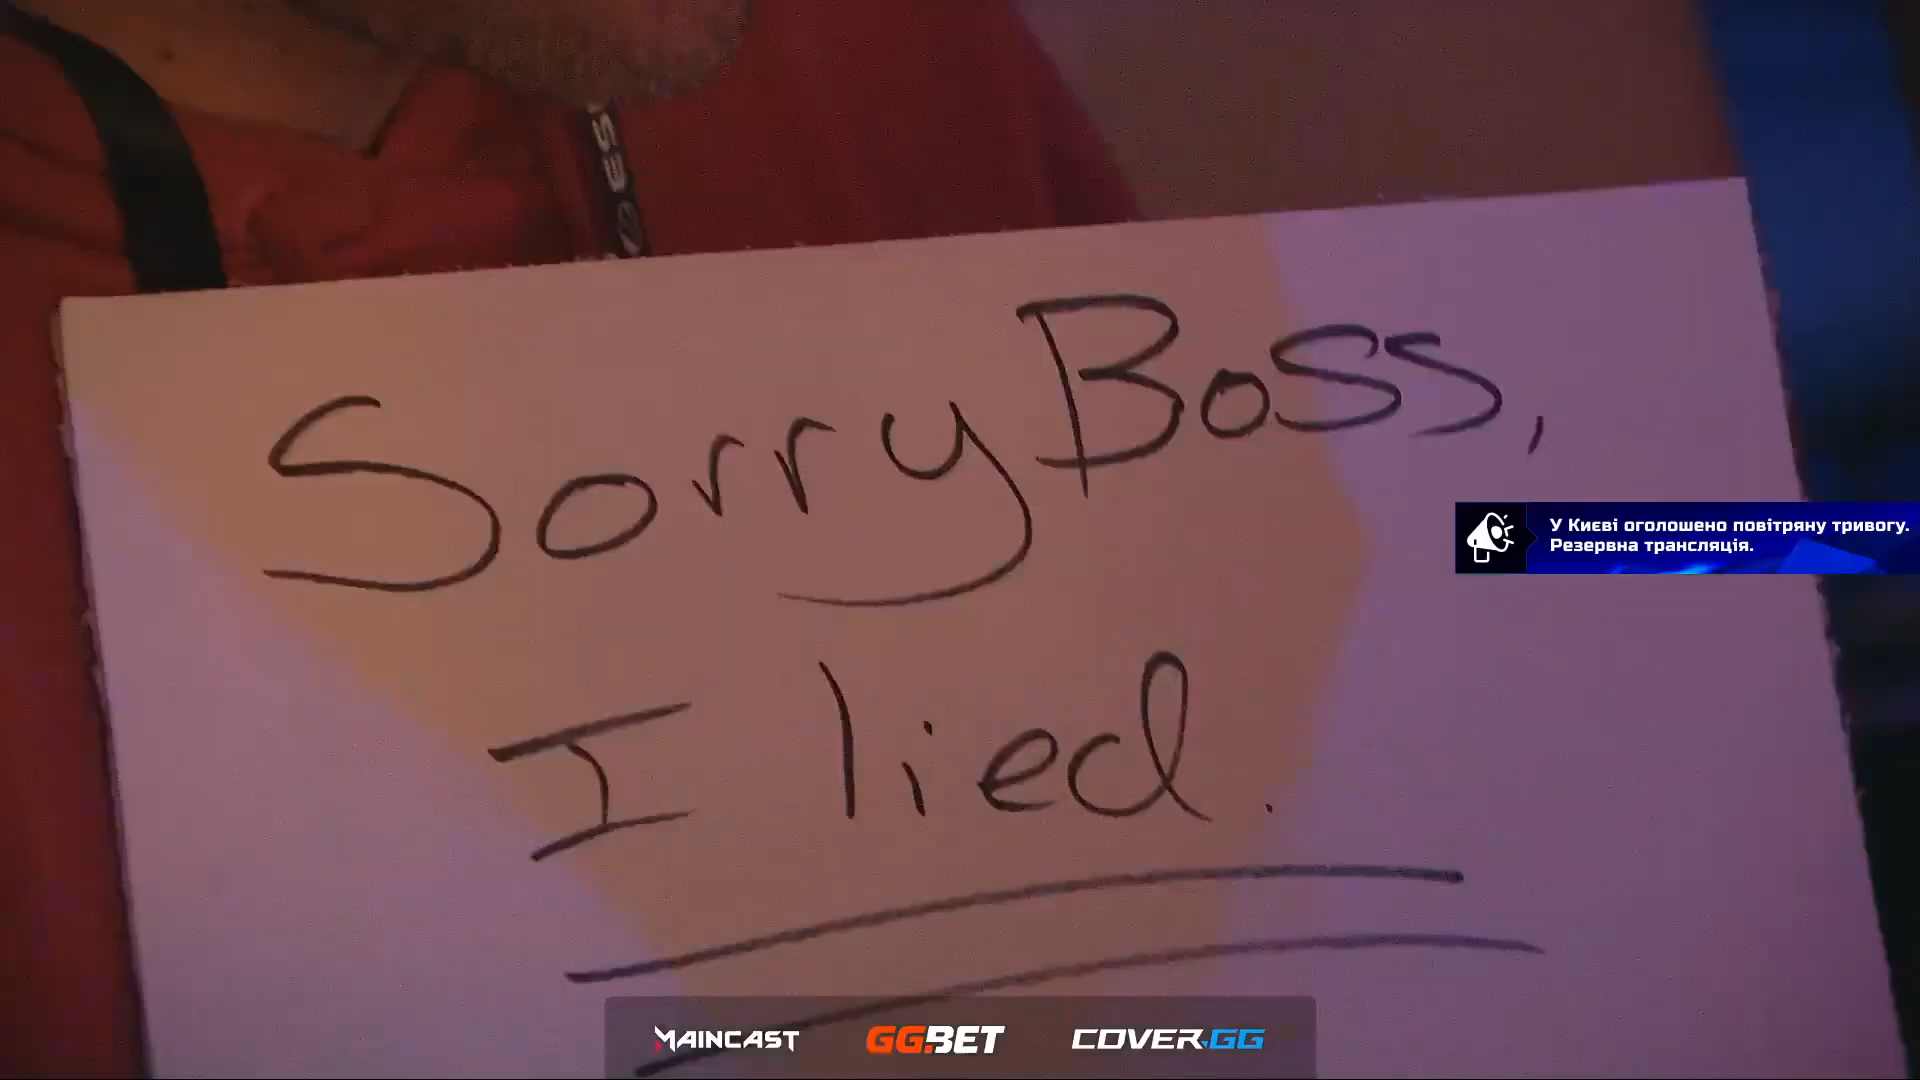 Sorry Boss,
I lied.
У Києві оголошено повітряну тривогу.
Резервна трансляція.
MAINCAST
GG.BET
COVER.GG